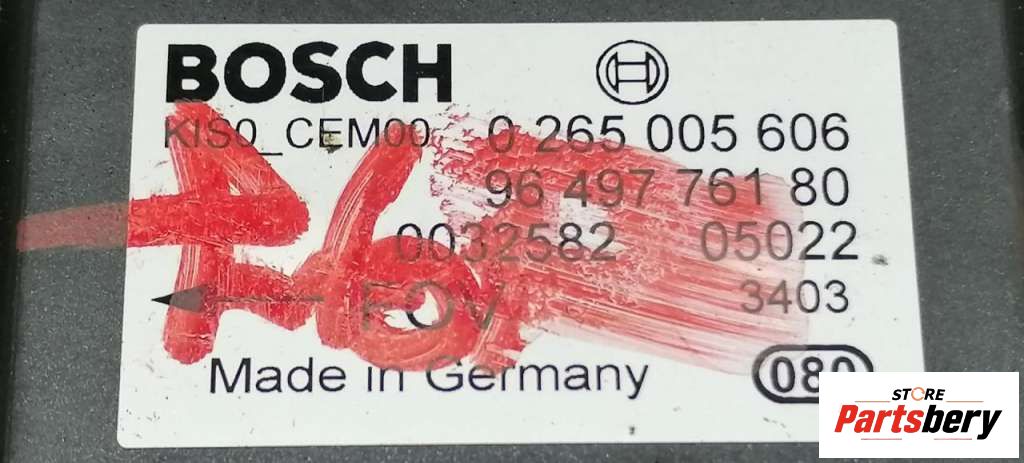 BOSCH
KIS0_CEM00 0 265 005 606
96 497 761 80
0032582 05022
FOV 3403
Made in Germany 080
STORE
Partsbery